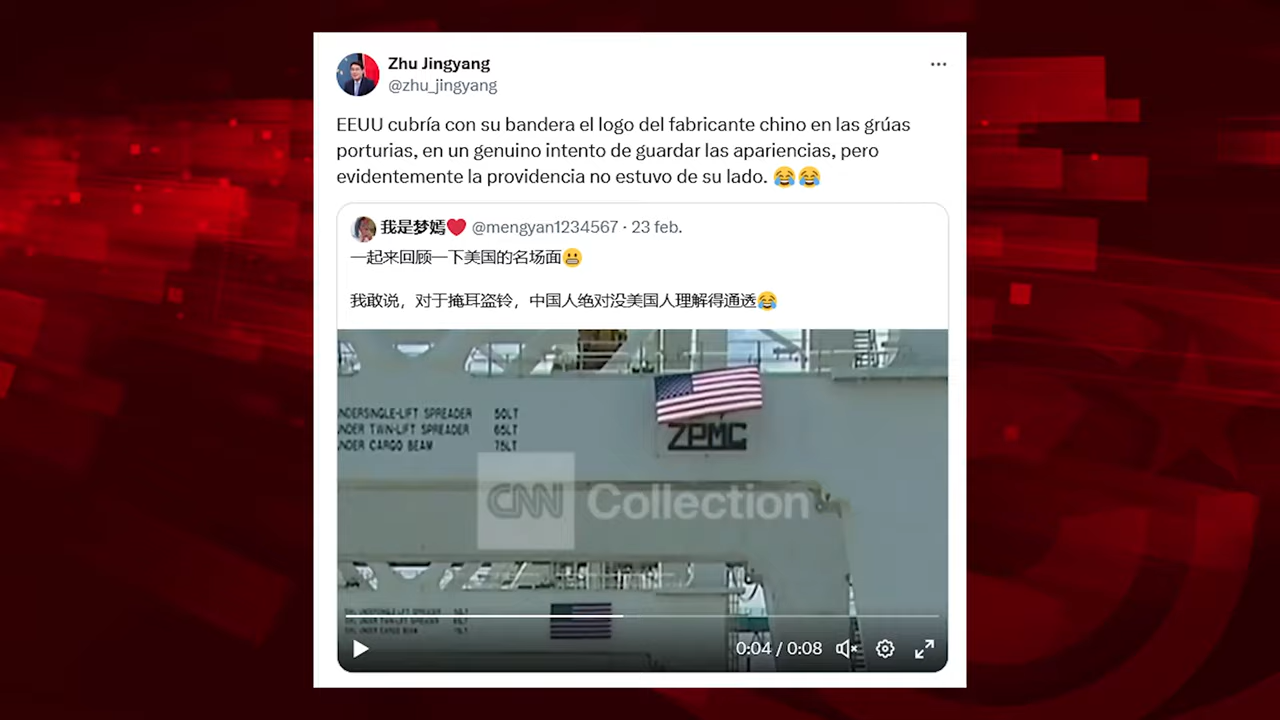 Zhu Jingyang
@zhu_jingyang
EEUU cubría con su bandera el logo del fabricante chino en las grúas
porturias, en un genuino intento de guardar las apariencias, pero
evidentemente la providencia no estuvo de su lado. 😂😂
我是梦嫣❤️ @mengyan1234567 · 23 feb.
一起来回顾一下美国的名场面😬
我敢说，对于掩耳盗铃，中国人绝对没美国人理解得通透😂
SINGLE-LIFT SPREADER 50LT
UNDER TWIN-LIFT SPREADER 65LT
UNDER CARGO BEAM 75LT
ZPMC
CNN Collection
0:04 / 0:08